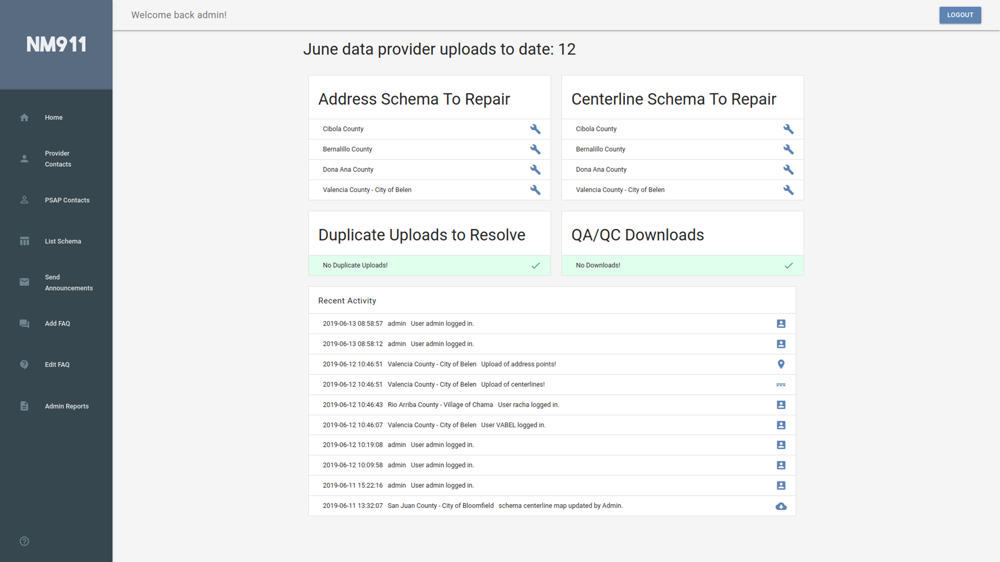 NM911
Welcome back admin!
LOGOUT
Home
Provider
Contacts
PSAP Contacts
List Schema
Send
Announcements
Add FAQ
Edit FAQ
Admin Reports
June data provider uploads to date: 12
Address Schema To Repair
Cibola County
Bernalillo County
Dona Ana County
Valencia County - City of Belen
Centerline Schema To Repair
Cibola County
Bernalillo County
Dona Ana County
Valencia County - City of Belen
Duplicate Uploads to Resolve
No Duplicate Uploads!
QA/QC Downloads
No Downloads!
Recent Activity
2019-06-13 08:58:57 admin User admin logged in.
2019-06-13 08:58:12 admin User admin logged in.
2019-06-12 10:46:51 Valencia County - City of Belen Upload of address points!
2019-06-12 10:46:51 Valencia County - City of Belen Upload of centerlines!
2019-06-12 10:46:43 Rio Arriba County - Village of Chama User racha logged in.
2019-06-12 10:46:07 Valencia County - City of Belen User VABEL logged in.
2019-06-12 10:19:08 admin User admin logged in.
2019-06-12 10:09:58 admin User admin logged in.
2019-06-11 15:22:16 admin User admin logged in.
2019-06-11 13:32:07 San Juan County - City of Bloomfield schema centerline map updated by Admin.